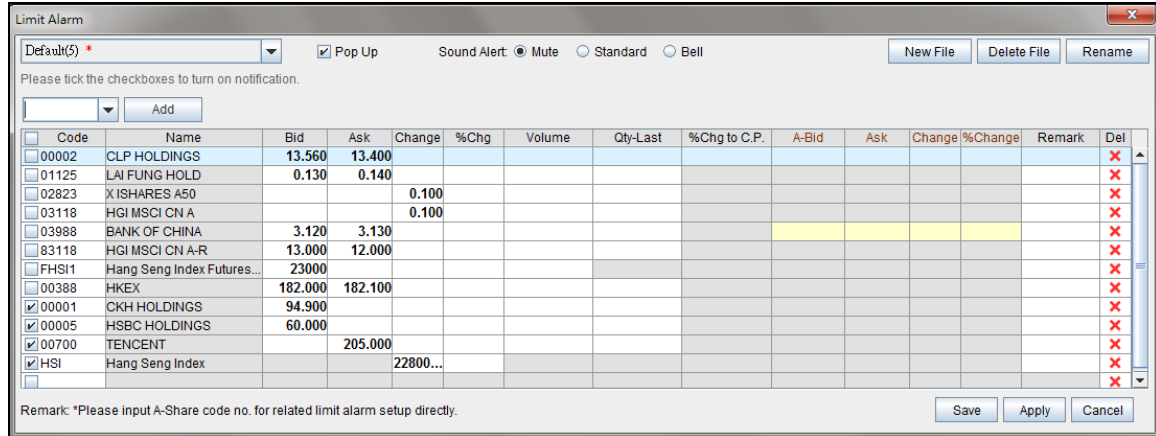 Limit Alarm
Default(5) * Pop Up Sound Alert: Mute Standard Bell New File Delete File Rename
Please tick the checkboxes to turn on notification.
Add
Code Name Bid Ask Change %Chg Volume Qty-Last %Chg to C.P. A-Bid Ask Change %Change Remark Del
00002 CLP HOLDINGS 13.560 13.400
01125 LAI FUNG HOLD 0.130 0.140
02823 X ISHARES A50 0.100
03118 HGI MSCI CN A 0.100
03988 BANK OF CHINA 3.120 3.130
83118 HGI MSCI CN A-R 13.000 12.000
FHSI1 Hang Seng Index Futures... 23000
00388 HKEX 182.000 182.100
00001 CKH HOLDINGS 94.900
00005 HSBC HOLDINGS 60.000
00700 TENCENT 205.000
HSI Hang Seng Index 22800...
Remark: *Please input A-Share code no. for related limit alarm setup directly. Save Apply Cancel